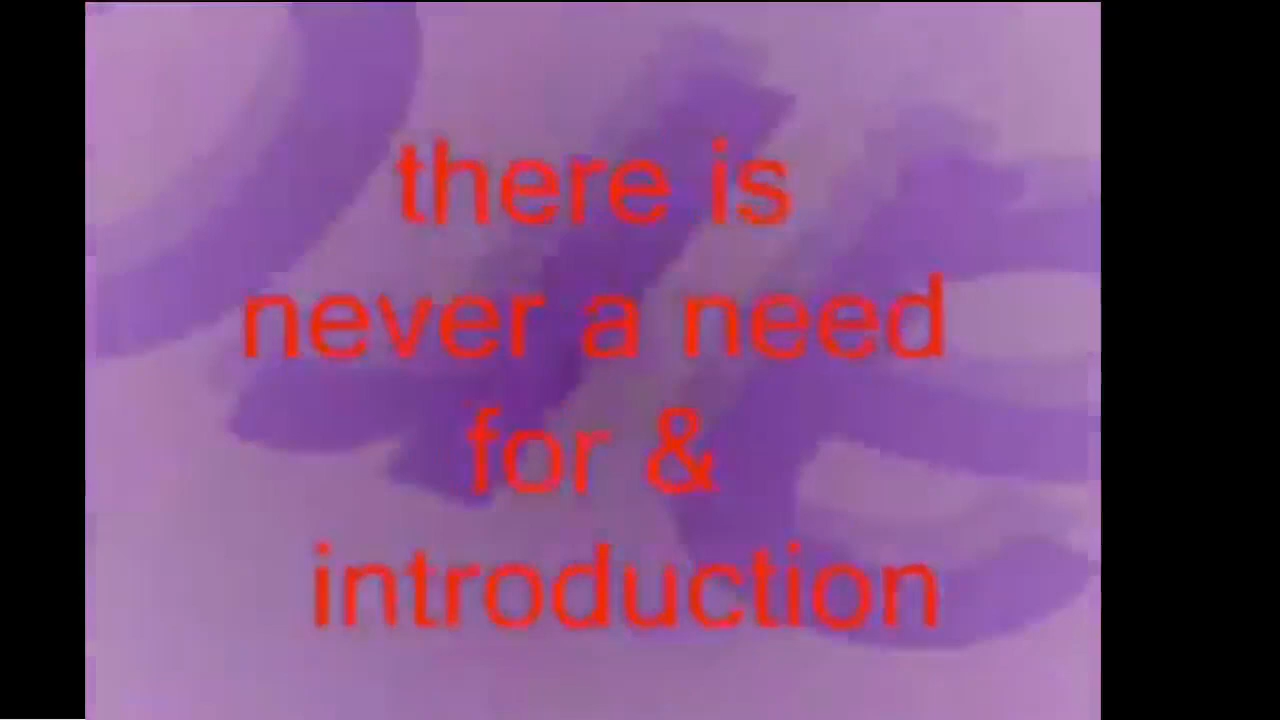 there is
never a need
for &
introduction